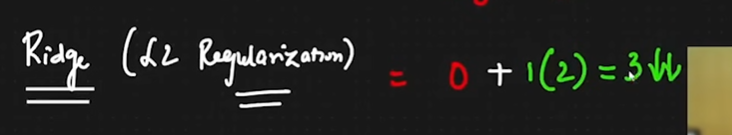 Ridge (L2 Regularization) = 0 + 1(2) = 3 ↓↓